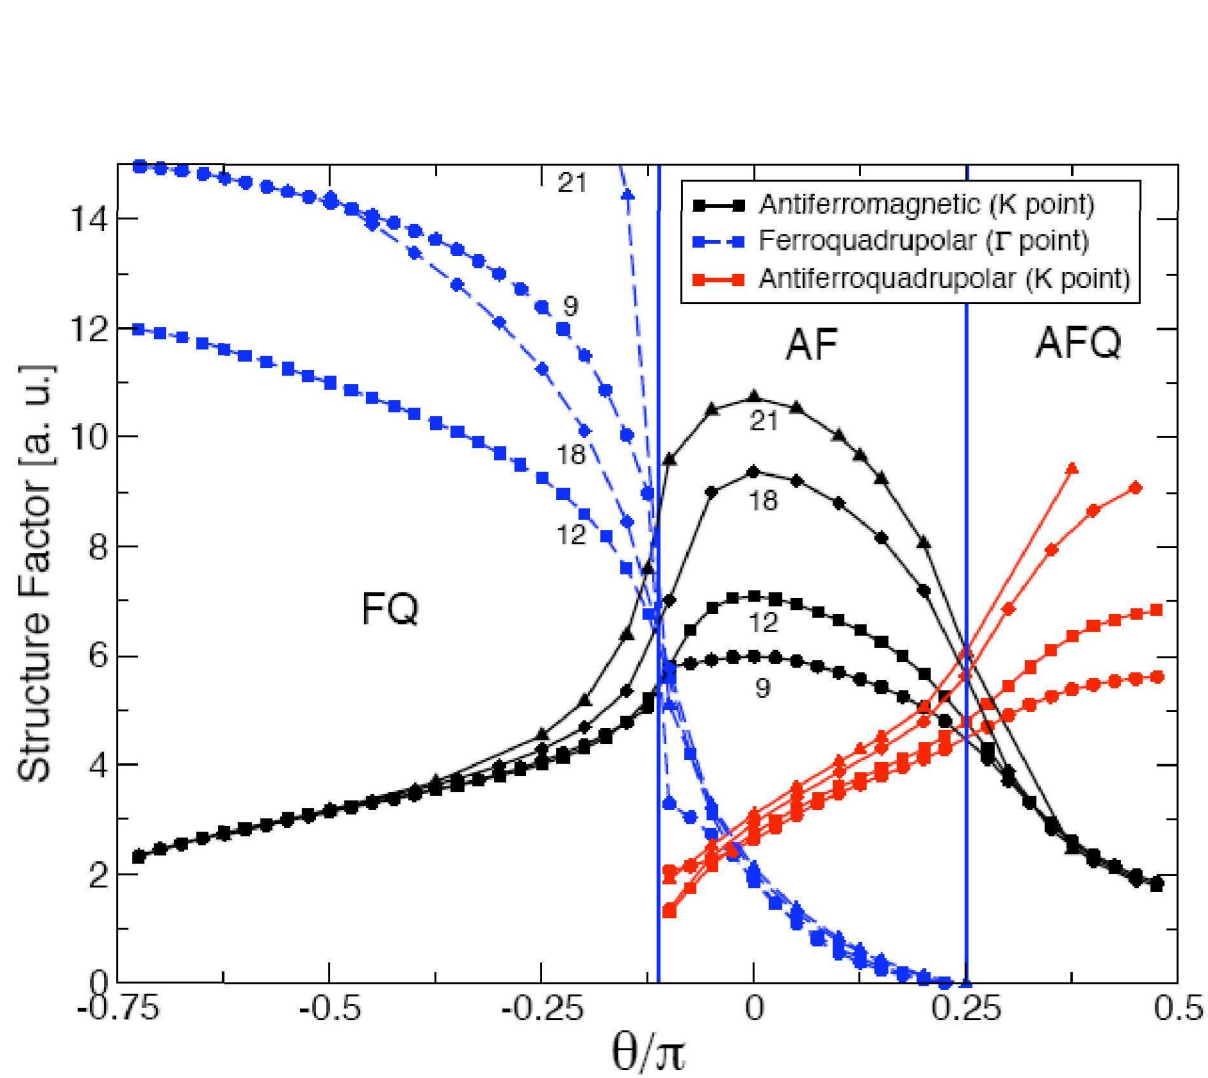 14
12
10
8
6
4
2
0
Structure Factor [a. u.]
21
9
18
12
FQ
Antiferromagnetic (K point)
Ferroquadrupolar (Γ point)
Antiferroquadrupolar (K point)
AF
AFQ
21
18
12
9
-0.75
-0.5
-0.25
0
0.25
0.5
θ/π